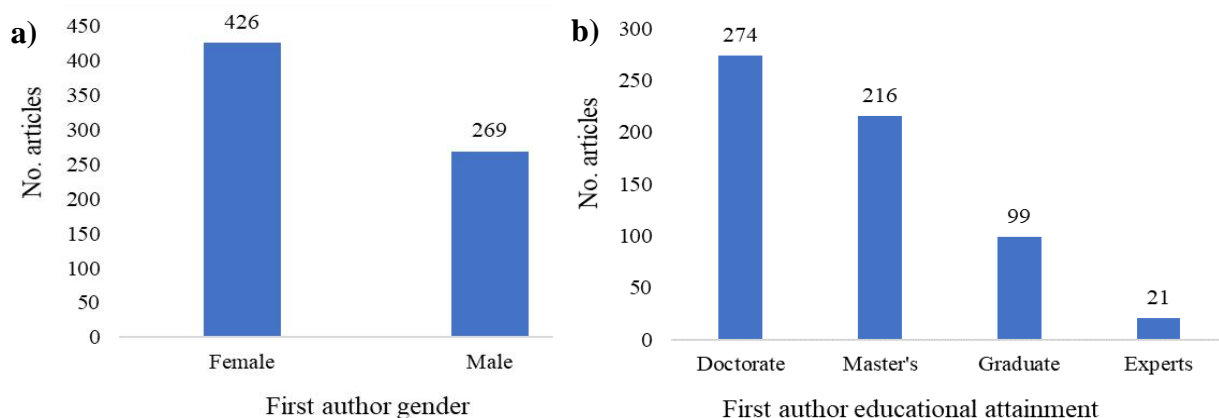 a)
No. articles
450
400
350
300
250
200
150
100
50
0
426
269
Female
Male
First author gender
b)
No. articles
300
250
200
150
100
50
0
274
216
99
21
Doctorate
Master's
Graduate
Experts
First author educational attainment